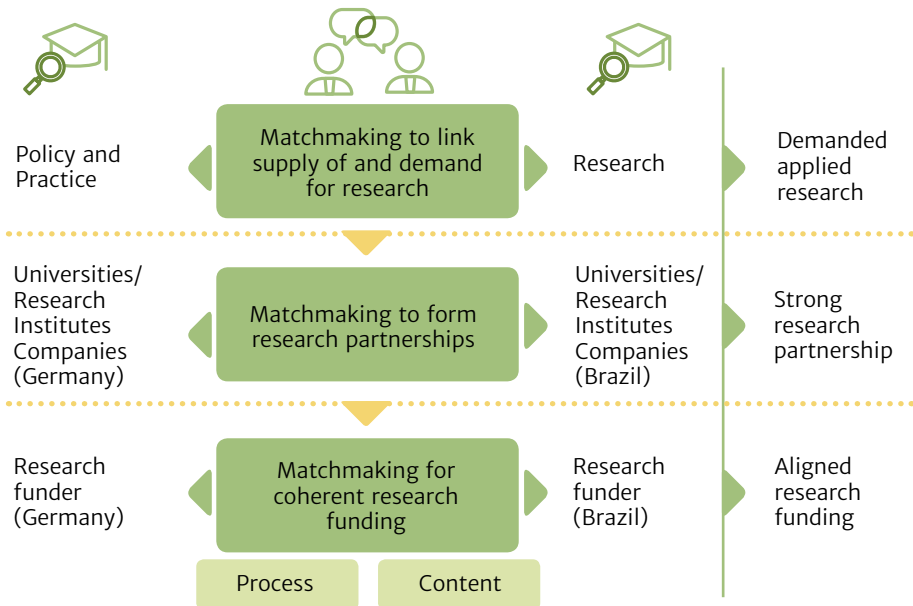 Policy and
Practice
Matchmaking to link
supply of and demand
for research
Research
Demanded
applied
research
Universities/
Research
Institutes
Companies
(Germany)
Matchmaking to form
research partnerships
Universities/
Research
Institutes
Companies
(Brazil)
Strong
research
partnership
Research
funder
(Germany)
Matchmaking for
coherent research
funding
Research
funder
(Brazil)
Aligned
research
funding
Process
Content